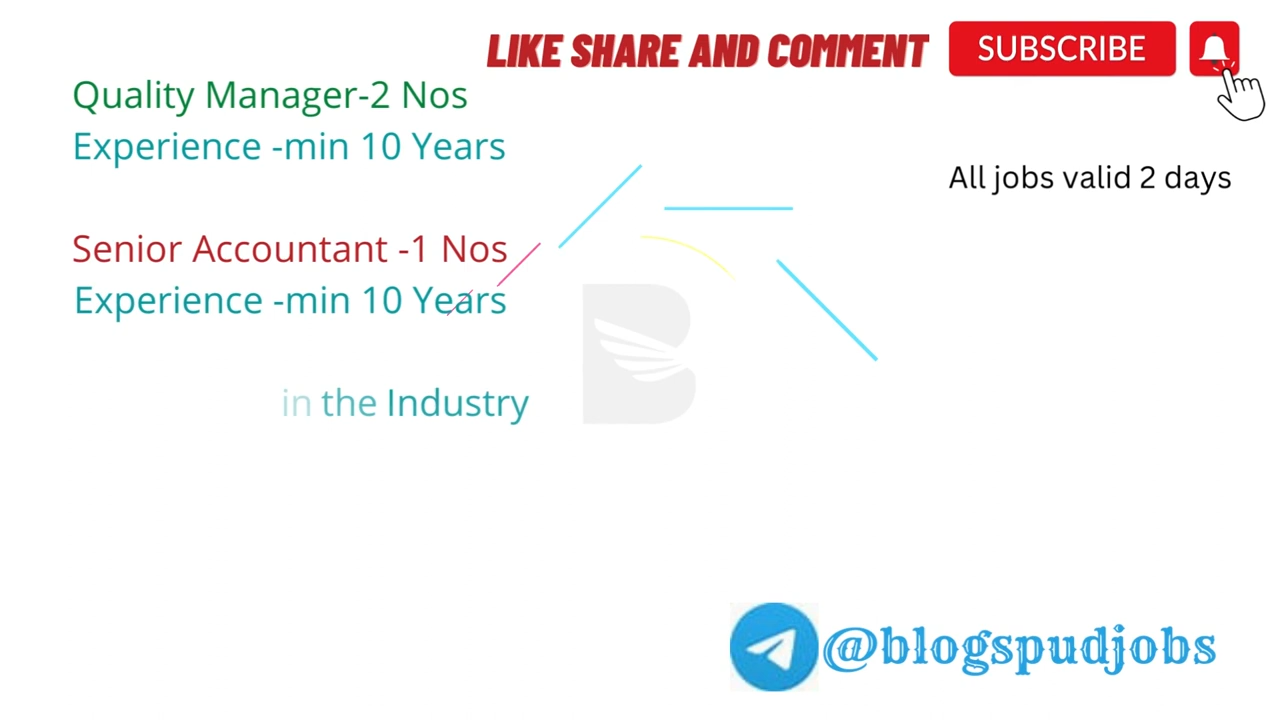 LIKE SHARE AND COMMENT
SUBSCRIBE
Quality Manager-2 Nos
Experience -min 10 Years
All jobs valid 2 days
Senior Accountant -1 Nos
Experience -min 10 Years
in the Industry
@blogspudjobs